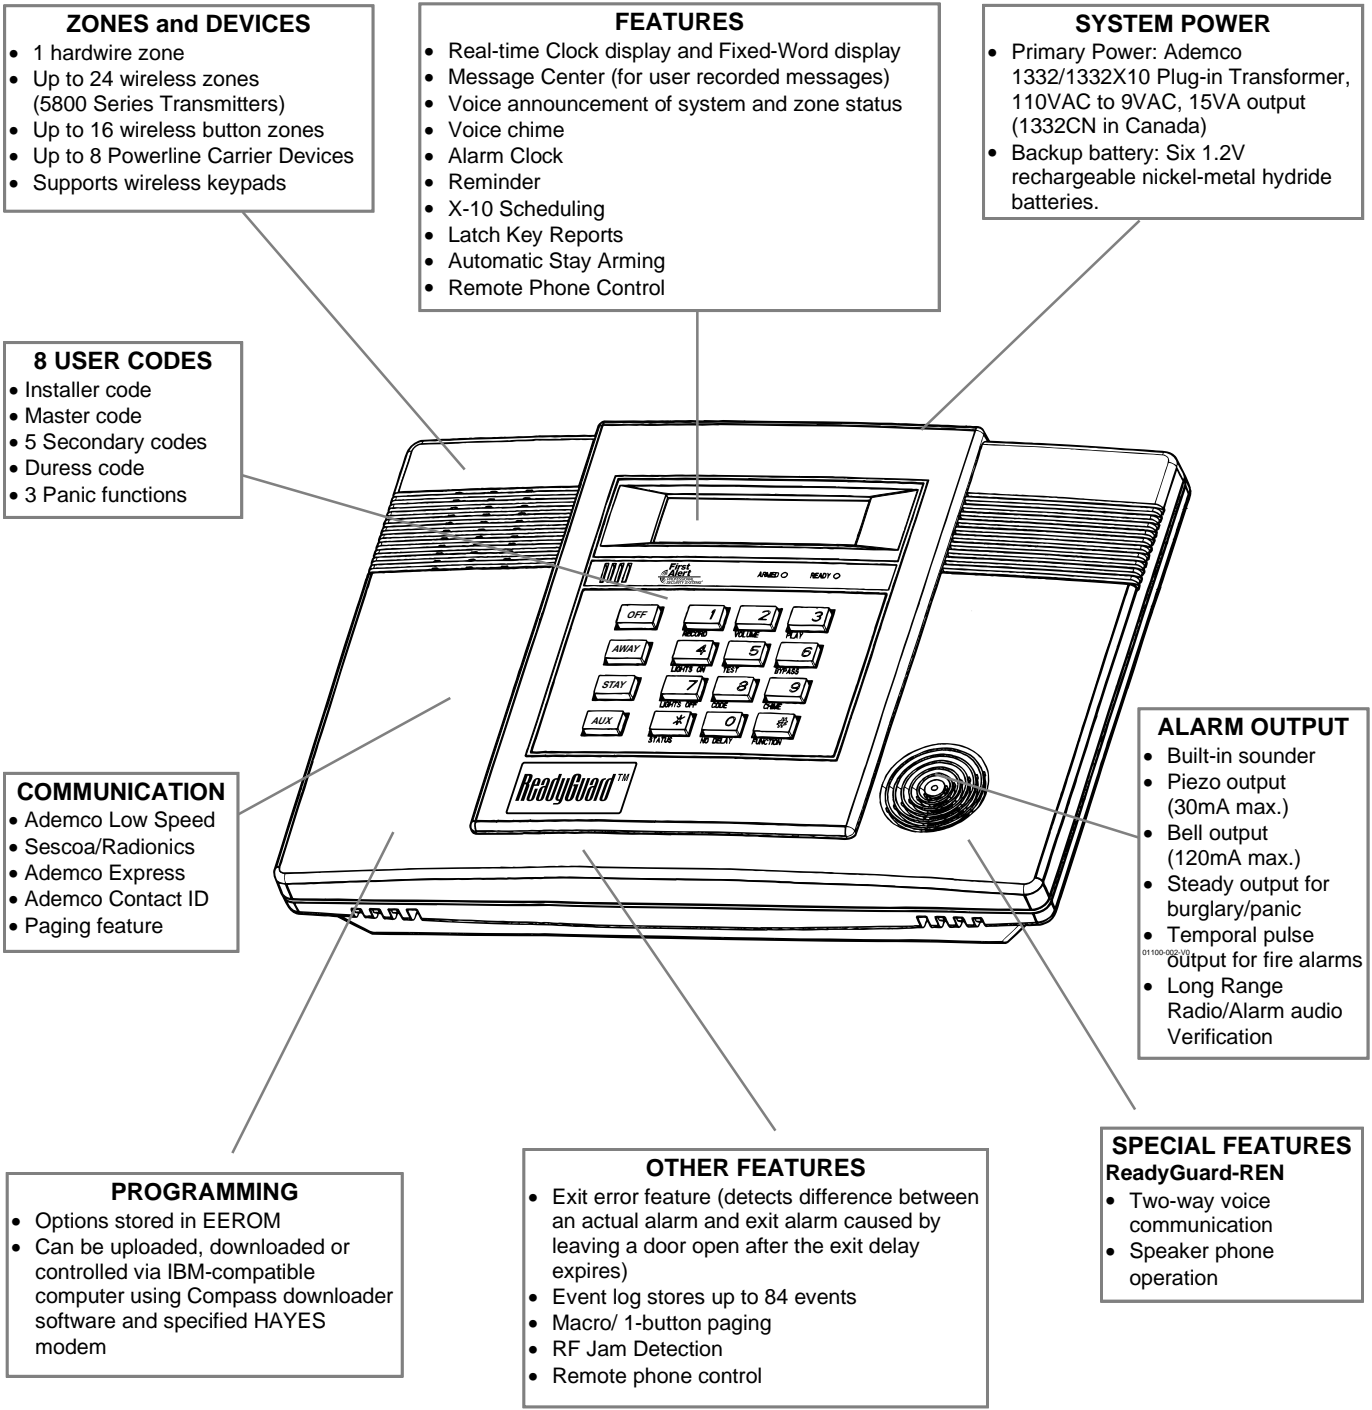 ZONES and DEVICES
• 1 hardwire zone
• Up to 24 wireless zones
(5800 Series Transmitters)
• Up to 16 wireless button zones
• Up to 8 Powerline Carrier Devices
• Supports wireless keypads
FEATURES
• Real-time Clock display and Fixed-Word display
• Message Center (for user recorded messages)
• Voice announcement of system and zone status
• Voice chime
• Alarm Clock
• Reminder
• X-10 Scheduling
• Latch Key Reports
• Automatic Stay Arming
• Remote Phone Control
SYSTEM POWER
• Primary Power: Ademco
1332/1332X10 Plug-in Transformer,
110VAC to 9VAC, 15VA output
(1332CN in Canada)
• Backup battery: Six 1.2V
rechargeable nickel-metal hydride
batteries.
8 USER CODES
• Installer code
• Master code
• 5 Secondary codes
• Duress code
• 3 Panic functions
First
Alert
PROFESSIONAL
SECURITY SYSTEMS
ARMED
READY
OFF
1
2
3
RECORD
VOLUME
PLAY
AWAY
4
5
6
LIGHTS ON
TEST
BYPASS
STAY
7
8
9
LIGHTS OFF
CODE
CHIME
AUX
*
0
#
STATUS
NO DELAY
FUNCTION
ReadyGuard™
COMMUNICATION
• Ademco Low Speed
• Sescoa/Radionics
• Ademco Express
• Ademco Contact ID
• Paging feature
ALARM OUTPUT
• Built-in sounder
• Piezo output
(30mA max.)
• Bell output
(120mA max.)
• Steady output for
burglary/panic
• Temporal pulse
output for fire alarms
• Long Range
Radio/Alarm audio
Verification
01100-002-V0
PROGRAMMING
• Options stored in EEROM
• Can be uploaded, downloaded or
controlled via IBM-compatible
computer using Compass downloader
software and specified HAYES
modem
OTHER FEATURES
• Exit error feature (detects difference between
an actual alarm and exit alarm caused by
leaving a door open after the exit delay
expires)
• Event log stores up to 84 events
• Macro/ 1-button paging
• RF Jam Detection
• Remote phone control
SPECIAL FEATURES
ReadyGuard-REN
• Two-way voice
communication
• Speaker phone
operation